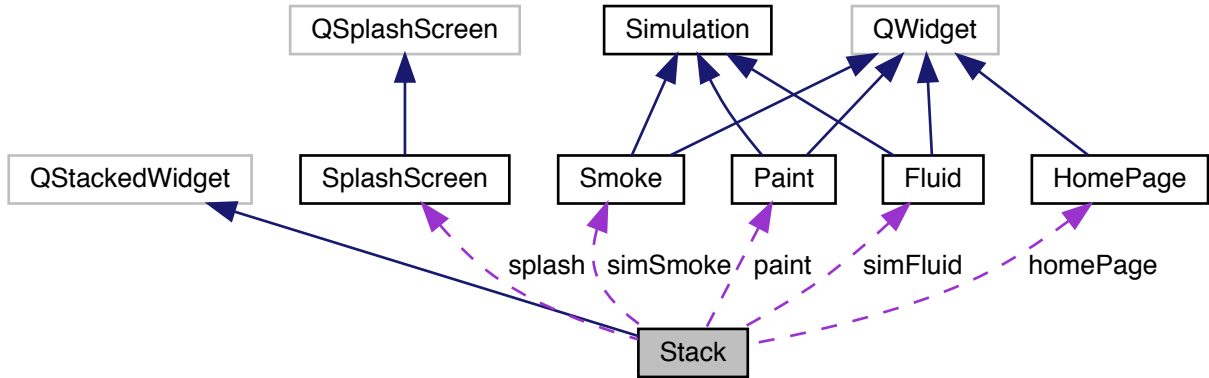 QSplashScreen
Simulation
QWidget
QStackedWidget
SplashScreen
Smoke
Paint
Fluid
HomePage
splash
simSmoke
paint
simFluid
homePage
Stack